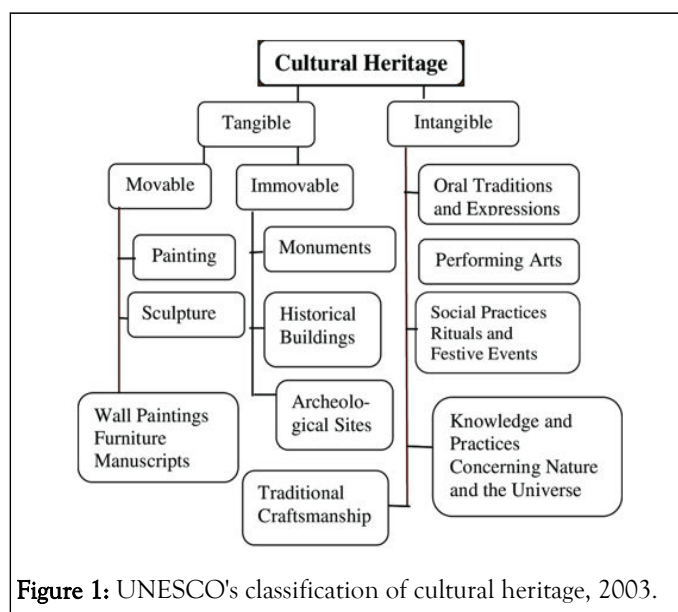 Cultural Heritage
Tangible
Intangible
Movable
Immovable
Painting
Sculpture
Wall Paintings
Furniture
Manuscripts
Monuments
Historical
Buildings
Archeolo-
gical Sites
Oral Traditions
and Expressions
Performing Arts
Social Practices
Rituals and
Festive Events
Knowledge and
Practices
Concerning Nature
and the Universe
Traditional
Craftsmanship
Figure 1: UNESCO's classification of cultural heritage, 2003.